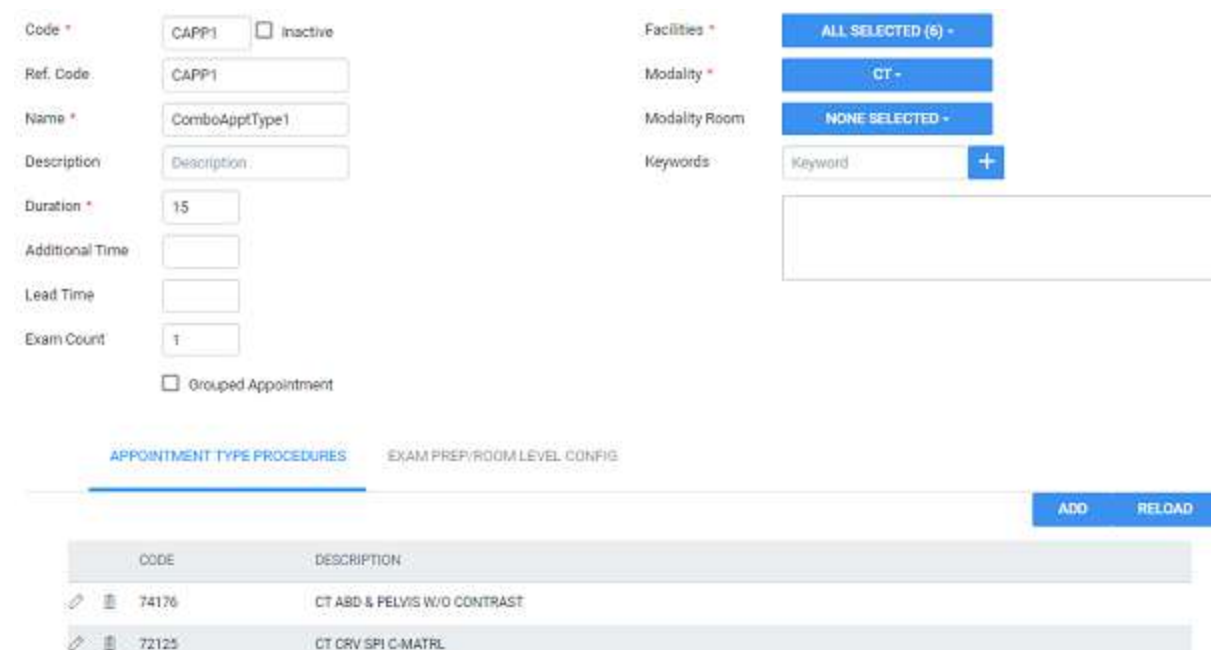 Code *
CAPP1
Inactive
Ref. Code
CAPP1
Name *
ComboApptType1
Description
Description
Duration *
15
Additional Time
Lead Time
Exam Count
1
Grouped Appointment
Facilities *
ALL SELECTED (6)
Modality *
CT
Modality Room
NONE SELECTED
Keywords
Keyword
+
APPOINTMENT TYPE PROCEDURES
EXAM PREP/ROOM LEVEL CONFIG
ADD
RELOAD
CODE
DESCRIPTION
74176
CT ABD & PELVIS W/O CONTRAST
72125
CT CRV SPI C-MATRL